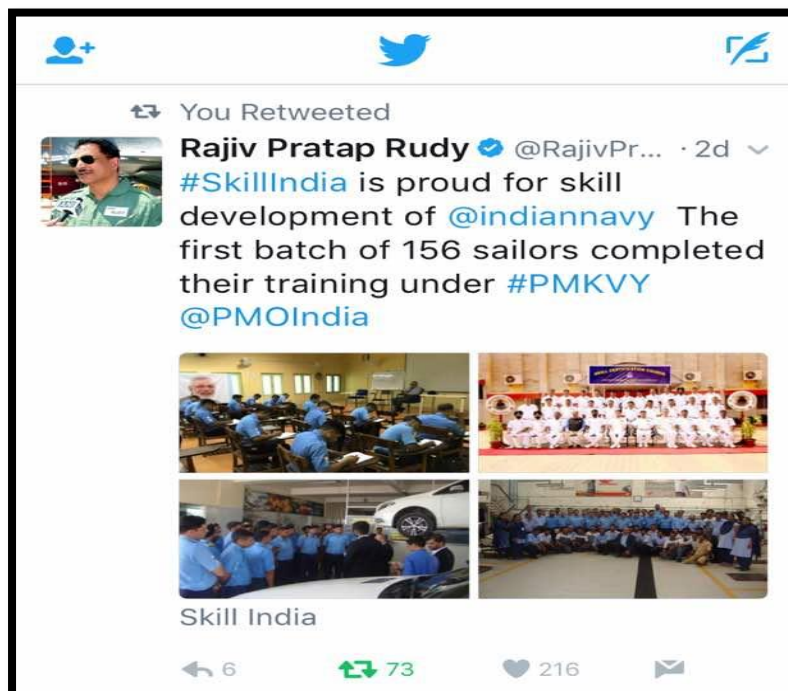 You Retweeted
Rajiv Pratap Rudy @RajivPr... · 2d
#SkillIndia is proud for skill
development of @indiannavy The
first batch of 156 sailors completed
their training under #PMKVY
@PMOIndia
Skill India
6 73 216